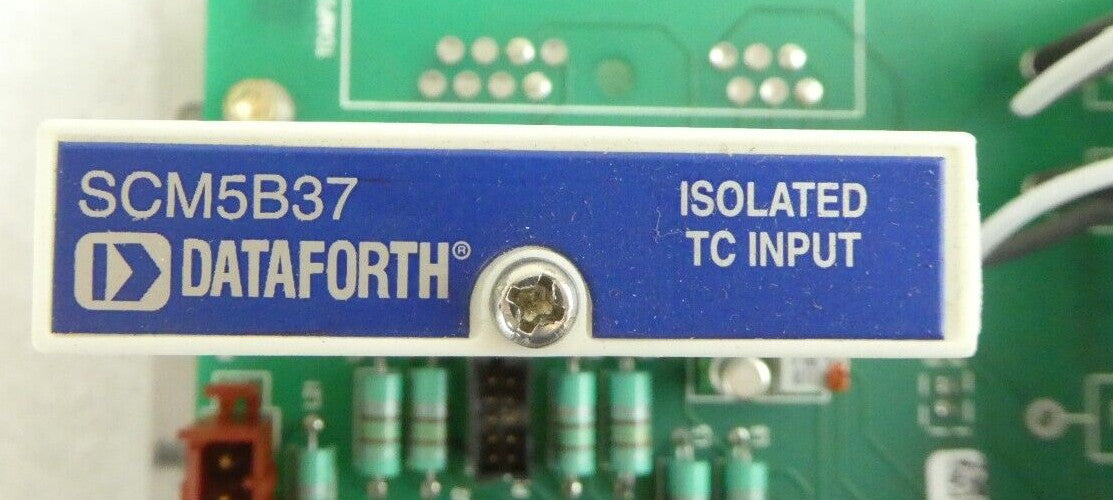 SCM5B37
DATAFORTH®
ISOLATED
TC INPUT